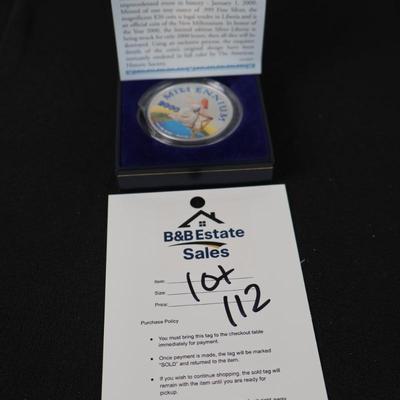 unprecedented event in history - January 1, 2000.
Minted of one troy ounce of .999 Fine Silver, the
magnificent $20 coin is legal tender in Liberia and is
an official coin of the New Millennium. In honor of
the Year 2000, the limited edition Silver Liberty is
being struck for only 2000 hours, then all dies will be
destroyed. Using an exclusive process, the exquisite
details of the coin's original design have been
intricately rendered in full color by The American
Historic Society.
MILLENNIUM
2000
B&B Estate
Sales
Item: lot
Size: 112
Price:
Purchase Policy
• You must bring this tag to the checkout table
immediately for payment.
• Once payment is made, the tag will be marked
"SOLD" and returned to the item.
• If you wish to continue shopping, the sold tag will
remain with the item until you are ready for
pickup.